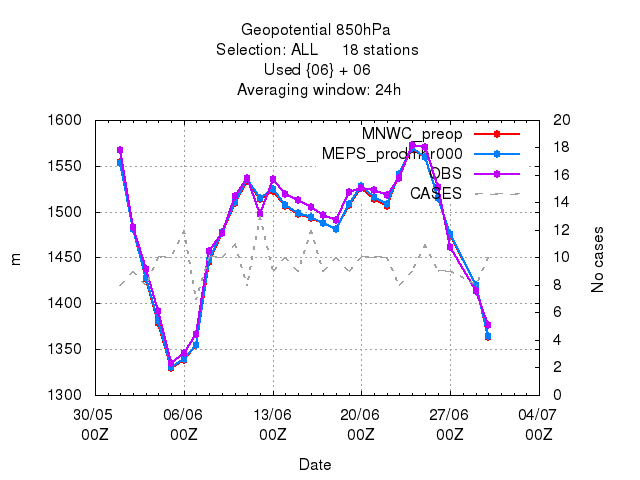 Geopotential 850hPa
Selection: ALL     18 stations
Used {06} + 06
Averaging window: 24h
MNWC_preop
MEPS_prodmbr000
OBS
CASES
1600
1550
1500
1450
1400
1350
1300
m
20
18
16
14
12
10
8
6
4
2
0
No cases
30/05 06/06 13/06 20/06 27/06 04/07
00Z 00Z 00Z 00Z 00Z 00Z
Date